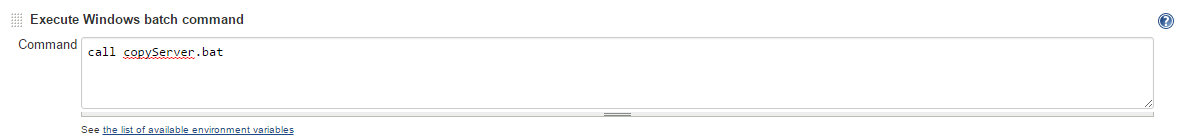 Execute Windows batch command
?
Command
call copyServer.bat
See the list of available environment variables